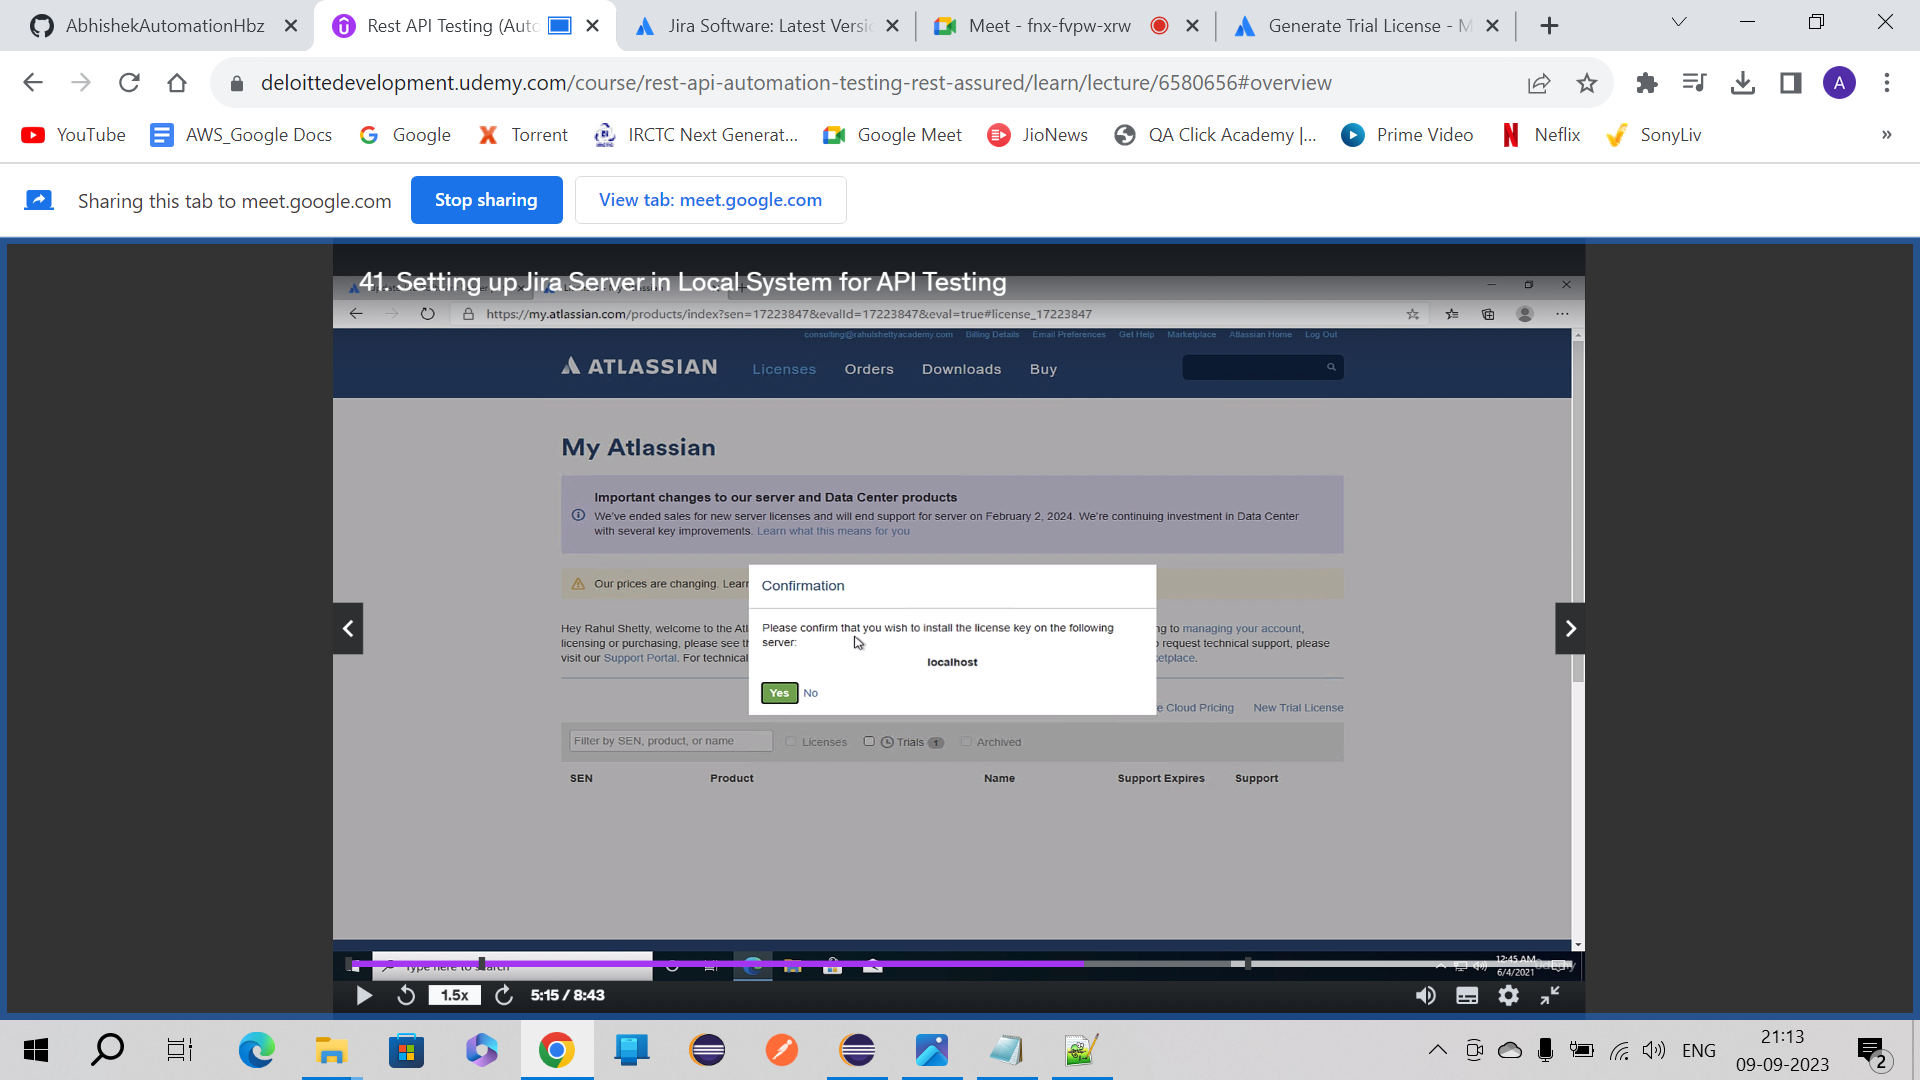 AbhishekAutomationHbz
Rest API Testing (Auto
Jira Software: Latest Versio
Meet - fnx-fvpw-xrw
Generate Trial License - M
deloittedevelopment.udemy.com/course/rest-api-automation-testing-rest-assured/learn/lecture/6580656#overview
A
YouTube
AWS_Google Docs
Google
Torrent
IRCTC Next Generat...
Google Meet
JioNews
QA Click Academy |...
Prime Video
Neflix
SonyLiv
»
Sharing this tab to meet.google.com
Stop sharing
View tab: meet.google.com
41. Setting up Jira Server in Local System for API Testing
https://my.atlassian.com/products/index?sen=17223847&evalId=17223847&eval=true#license_17223847
consulting@rahulshettyacademy.com Billing Details Email Preferences Get Help Marketplace Atlassian Home Log Out
ATLASSIAN
Licenses
Orders
Downloads
Buy
My Atlassian
Important changes to our server and Data Center products
We've ended sales for new server licenses and will end support for server on February 2, 2024. We're continuing investment in Data Center
with several key improvements. Learn what this means for you
Our prices are changing. Learn
Hey Rahul Shetty, welcome to the Atl
ng to managing your account,
licensing or purchasing, please see th
request technical support, please
visit our Support Portal. For technical
etplace.
Confirmation
Please confirm that you wish to install the license key on the following
server:
localhost
Yes
No
e Cloud Pricing
New Trial License
Filter by SEN, product, or name
Licenses
Trials 1
Archived
SEN
Product
Name
Support Expires
Support
Type here to search
12:45 AM
6/4/2021
1.5x
5:15 / 8:43
ENG
21:13
09-09-2023
2